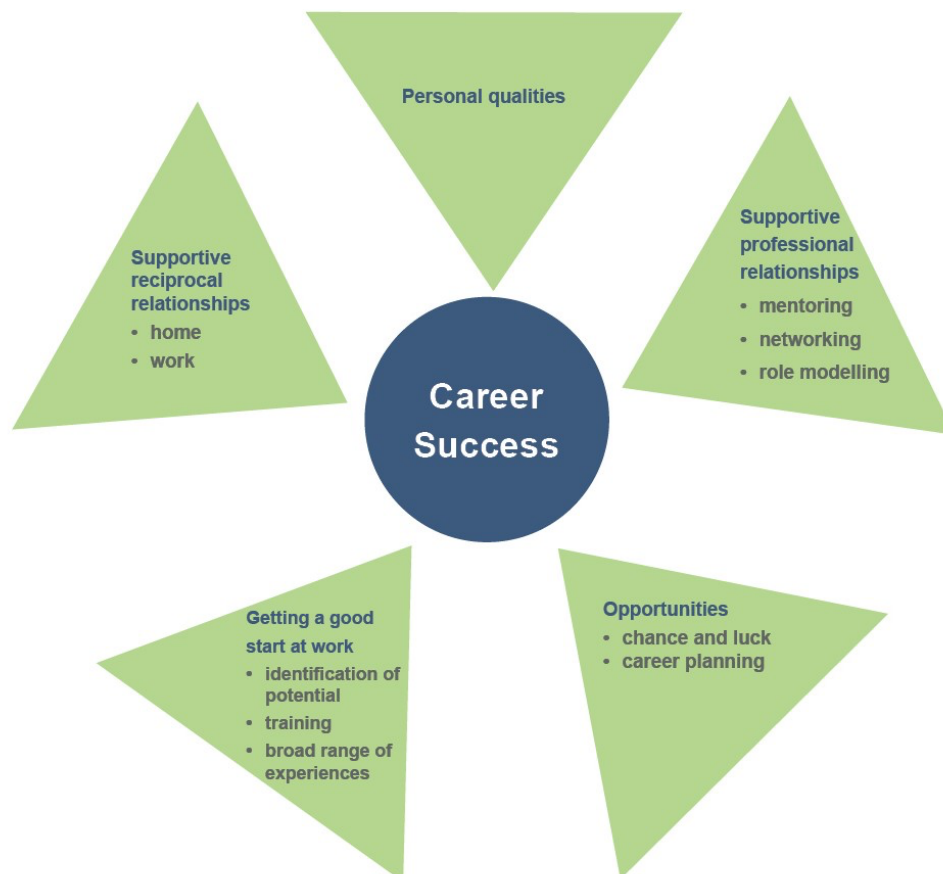 Personal qualities
Supportive
professional
relationships
• mentoring
• networking
• role modelling
Supportive
reciprocal
relationships
• home
• work
Career
Success
Opportunities
• chance and luck
• career planning
Getting a good
start at work
• identification of
potential
• training
• broad range of
experiences